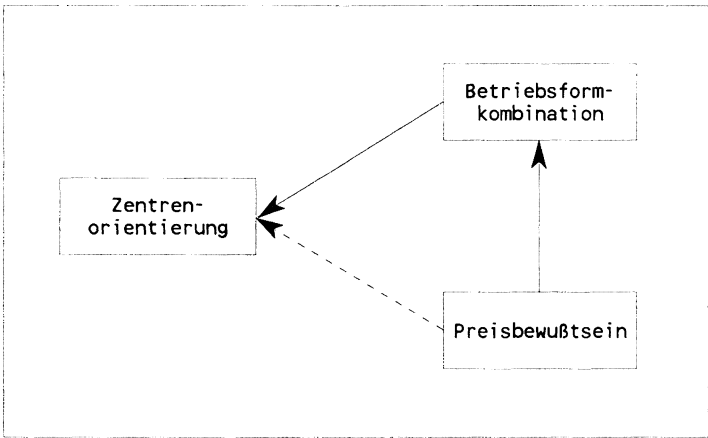 Betriebsform-
kombination
Zentren-
orientierung
Preisbewußtsein